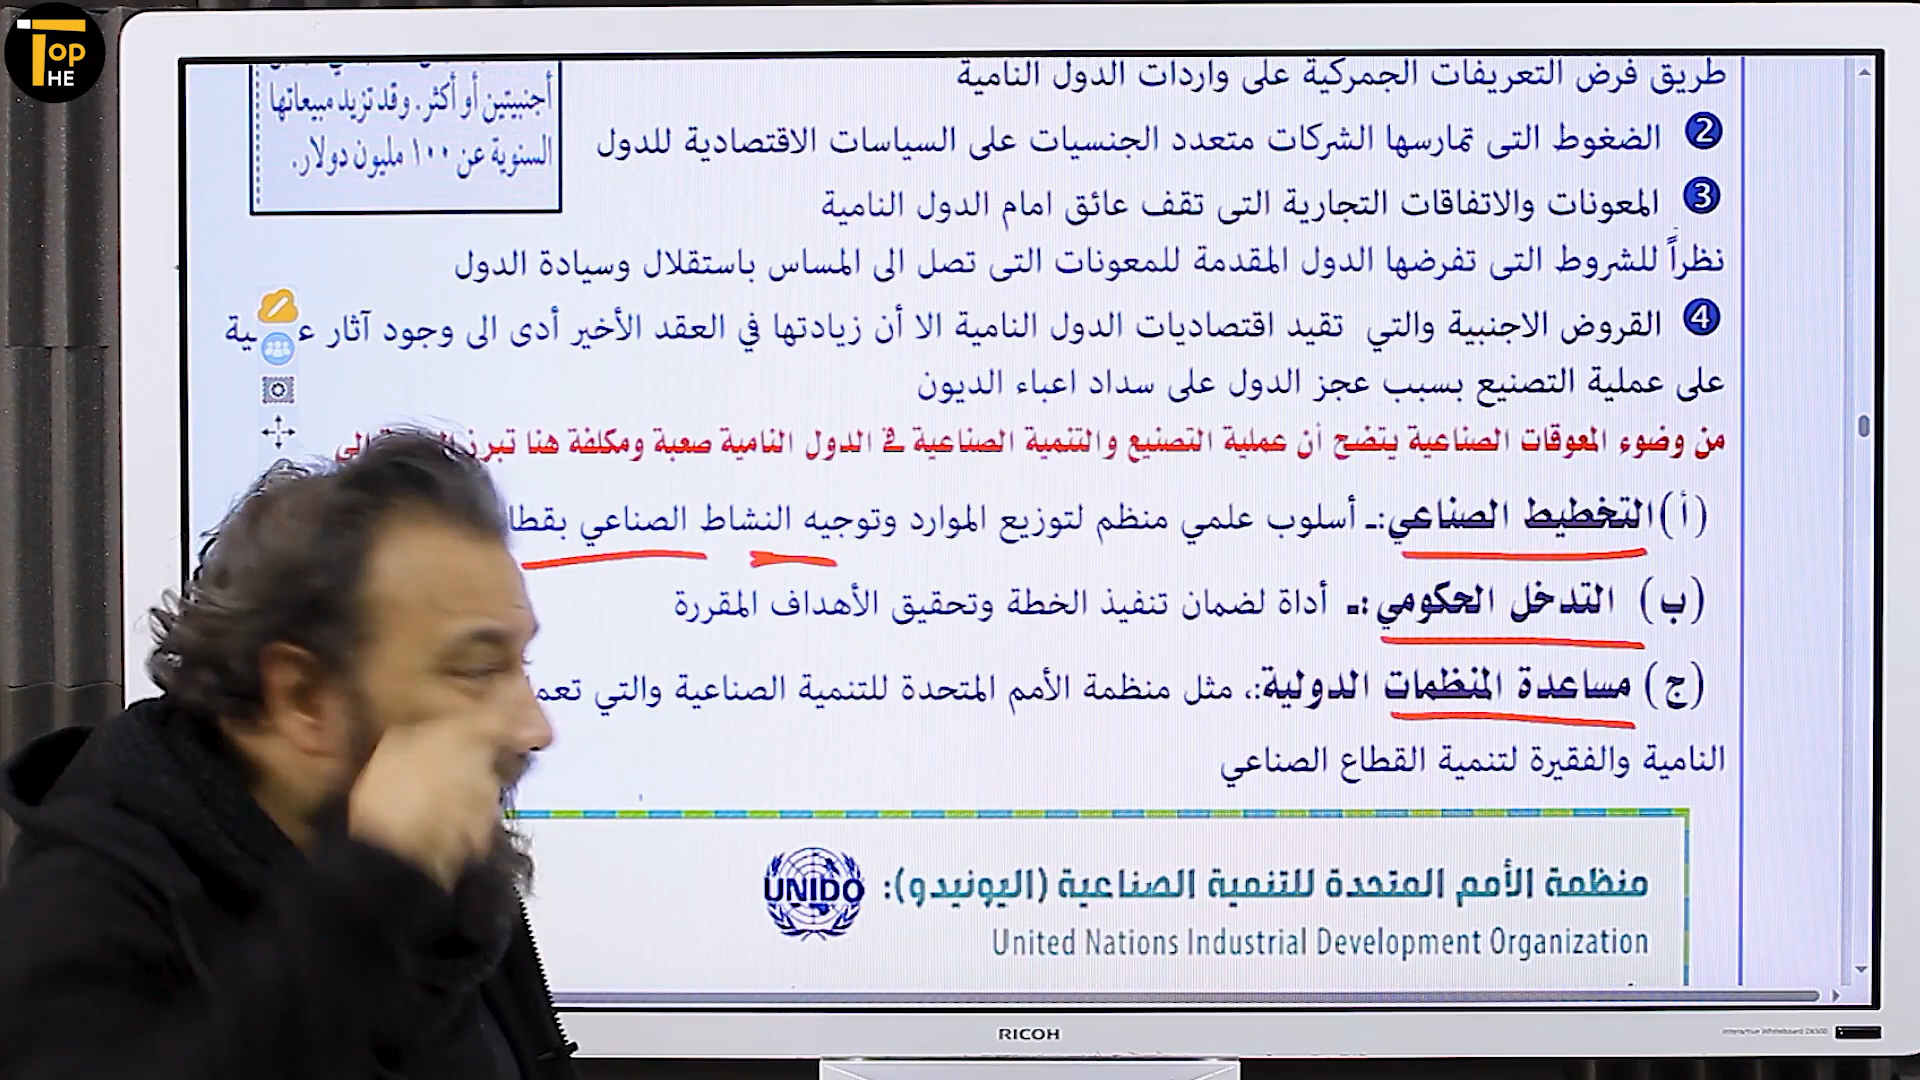 TOP
HE
أجنبيتين أو أكثر. وقد تزيد مبيعاتها
السنوية عن ١٠٠ مليون دولار.
طريق فرض التعريفات الجمركية على واردات الدول النامية
2 الضغوط التى تمارسها الشركات متعدد الجنسيات على السياسات الاقتصادية للدول
3 المعونات والاتفاقات التجارية التى تقف عائق امام الدول النامية
نظراً للشروط التى تفرضها الدول المقدمة للمعونات التى تصل الى المساس باستقلال وسيادة الدول
4 القروض الاجنبية والتي تقيد اقتصاديات الدول النامية الا أن زيادتها في العقد الأخير أدى الى وجود آثار
على عملية التصنيع بسبب عجز الدول على سداد اعباء الديون
من وضوء المعوقات الصناعية يتضح أن عملية التصنيع والتنمية الصناعية في الدول النامية صعبة ومكلفة هنا تبرز
(أ) التخطيط الصناعي:ـ أسلوب علمي منظم لتوزيع الموارد وتوجيه النشاط الصناعي
(ب) التدخل الحكومي :ـ أداة لضمان تنفيذ الخطة وتحقيق الأهداف المقررة
(ج) مساعدة المنظمات الدولية:. مثل منظمة الأمم المتحدة للتنمية الصناعية والتي
النامية والفقيرة لتنمية القطاع الصناعي
منظمة الأمم المتحدة للتنمية الصناعية (اليونيدو):
UNIDO
United Nations Industrial Development Organization
RICOH